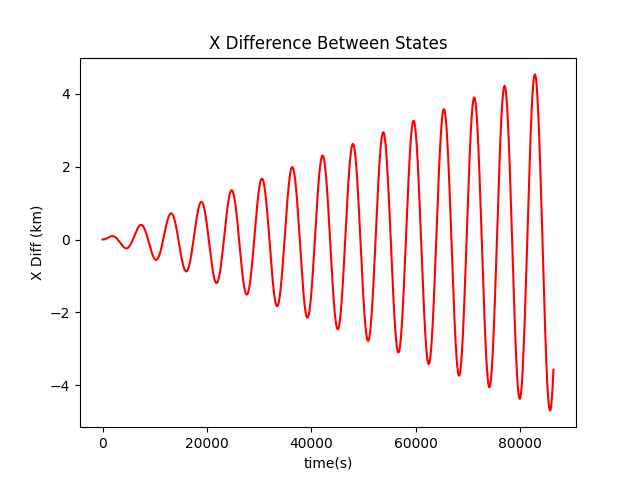 X Difference Between States
4
2
0
−2
−4
X Diff (km)
0 20000 40000 60000 80000
time(s)